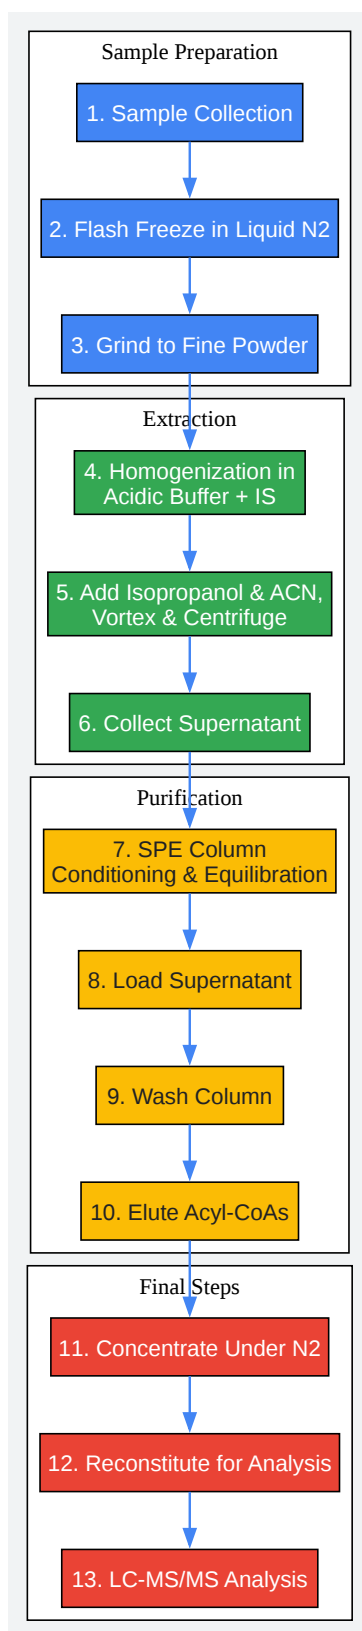 Sample Preparation
1. Sample Collection
2. Flash Freeze in Liquid N2
3. Grind to Fine Powder
Extraction
4. Homogenization in
Acidic Buffer + IS
5. Add Isopropanol & ACN,
Vortex & Centrifuge
6. Collect Supernatant
Purification
7. SPE Column
Conditioning & Equilibration
8. Load Supernatant
9. Wash Column
10. Elute Acyl-CoAs
Final Steps
11. Concentrate Under N2
12. Reconstitute for Analysis
13. LC-MS/MS Analysis